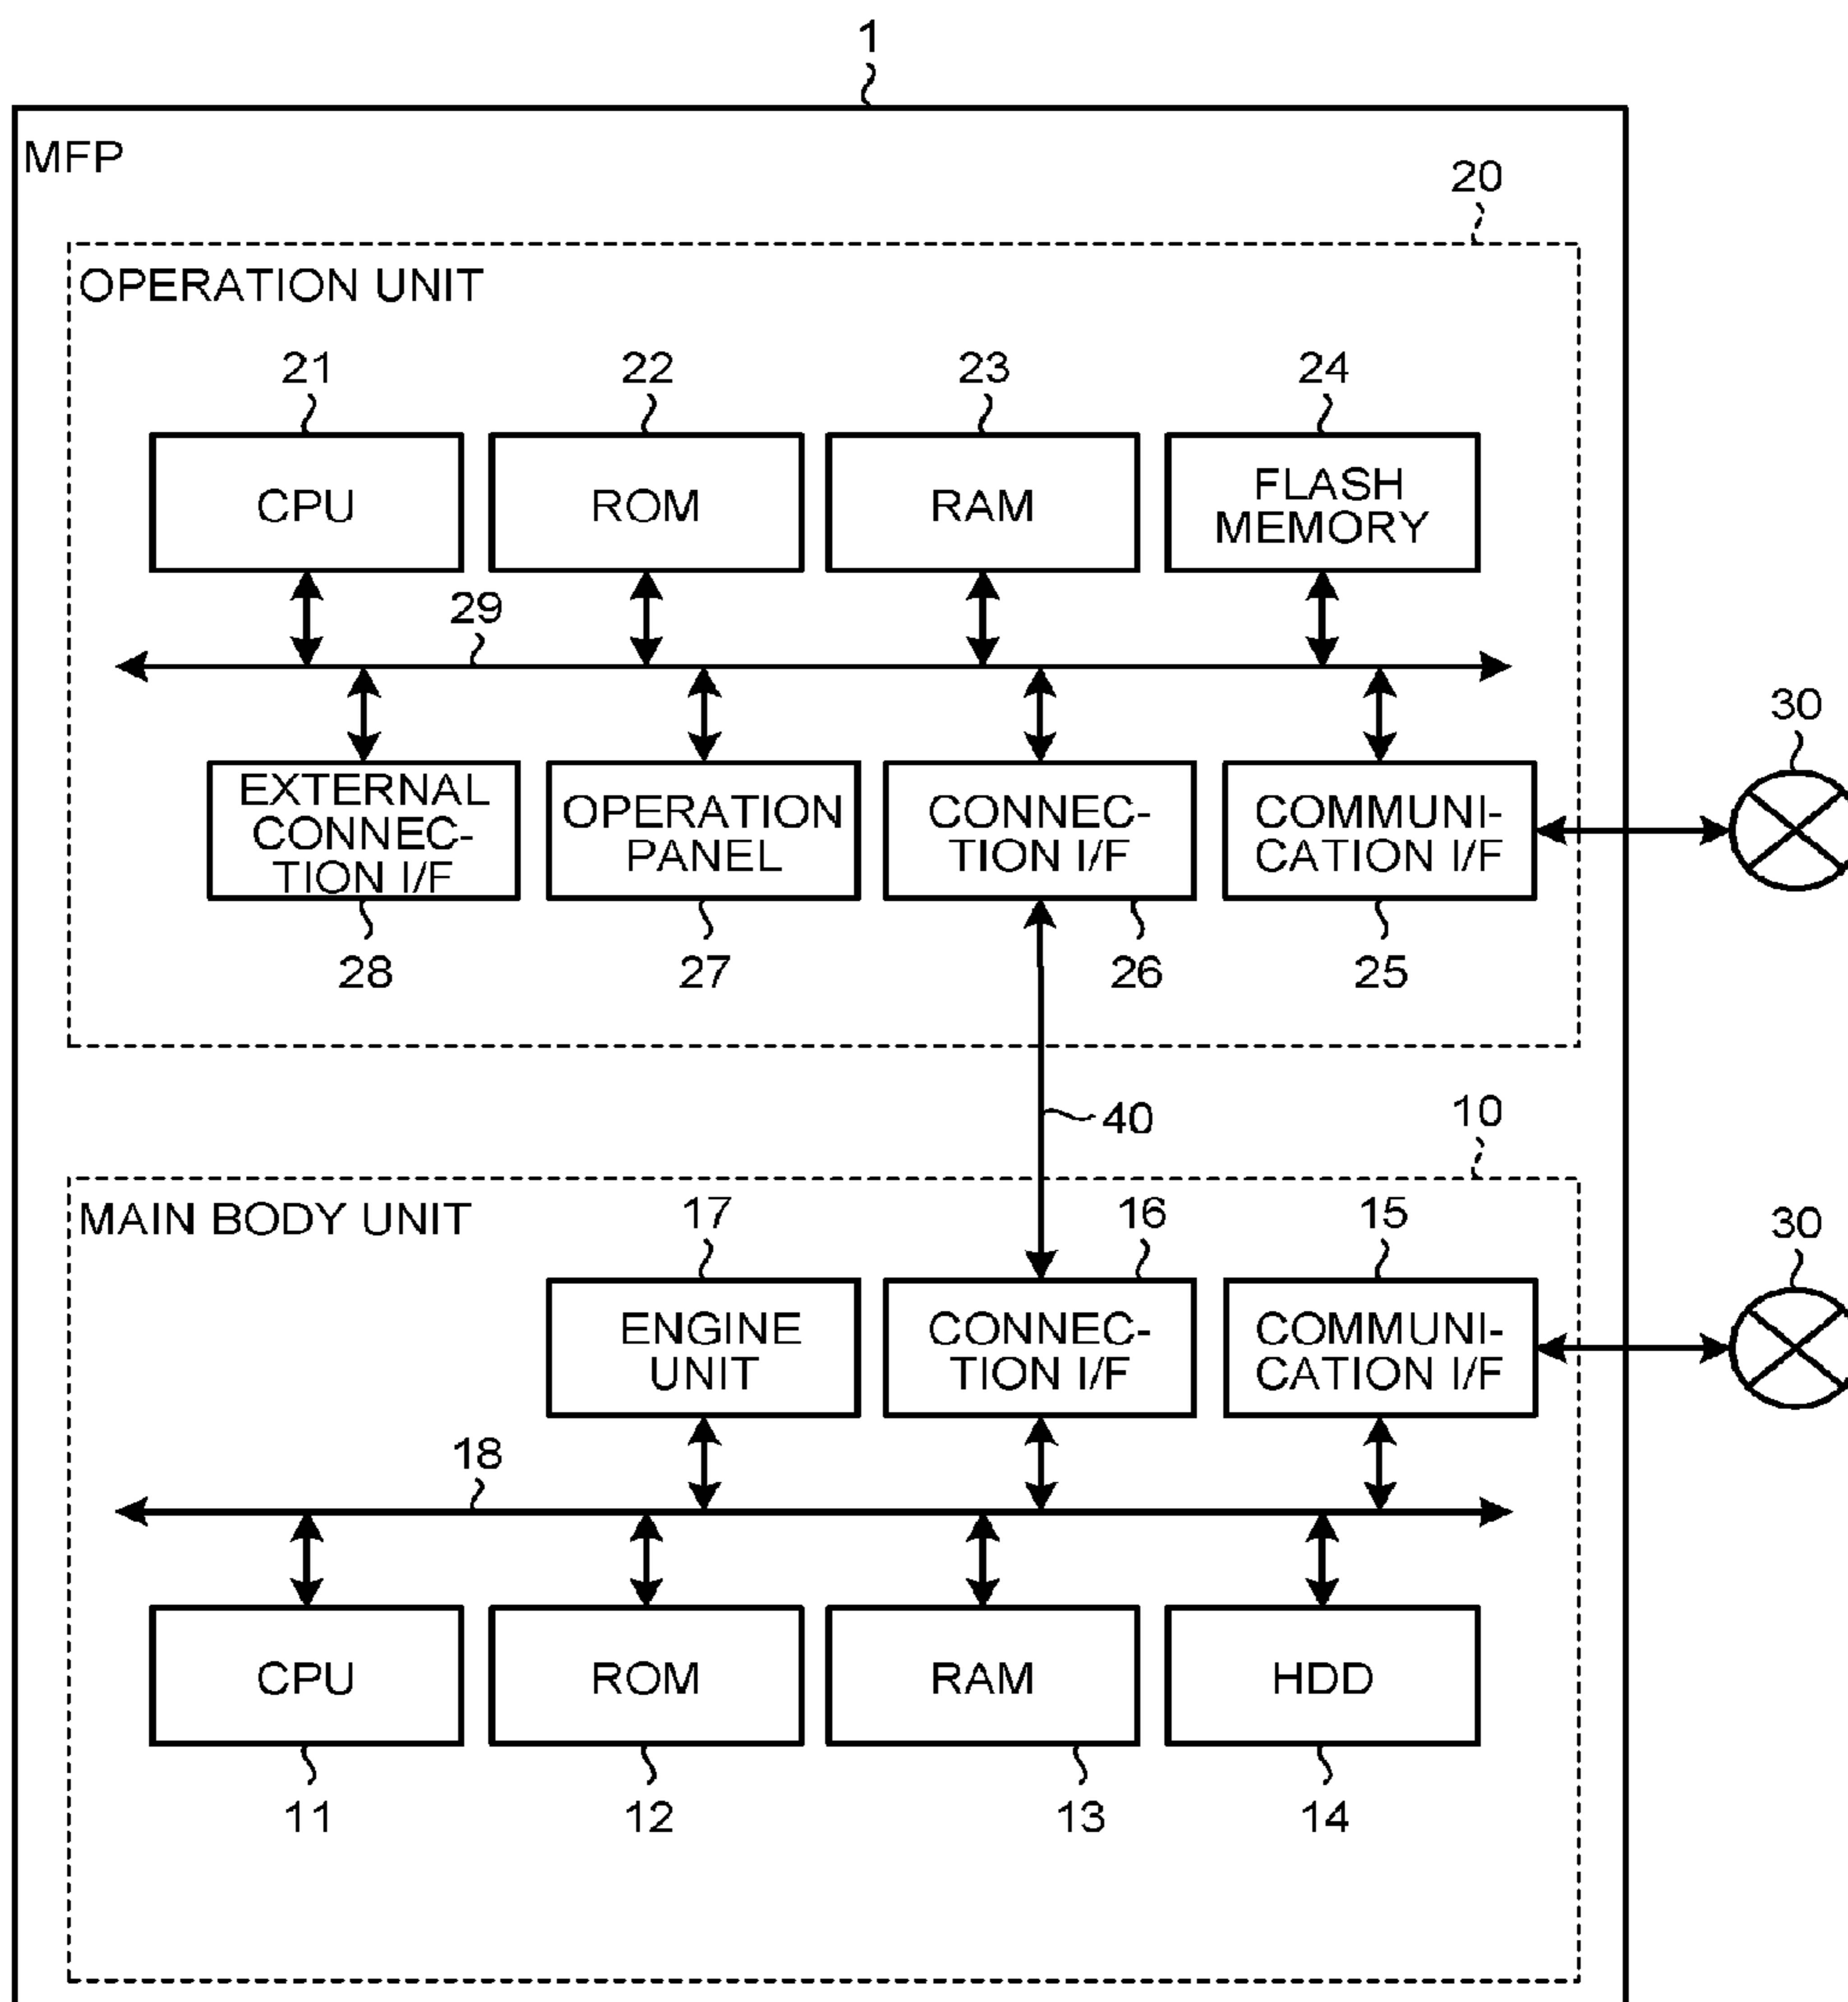 1
MFP
20
OPERATION UNIT
21
22
23
24
CPU
ROM
RAM
FLASH
MEMORY
29
30
EXTERNAL
CONNEC-
TION I/F
OPERATION
PANEL
CONNEC-
TION I/F
COMMUNI-
CATION I/F
28
27
26
25
40
10
MAIN BODY UNIT
17
16
15
30
ENGINE
UNIT
CONNEC-
TION I/F
COMMUNI-
CATION I/F
18
CPU
ROM
RAM
HDD
11
12
13
14